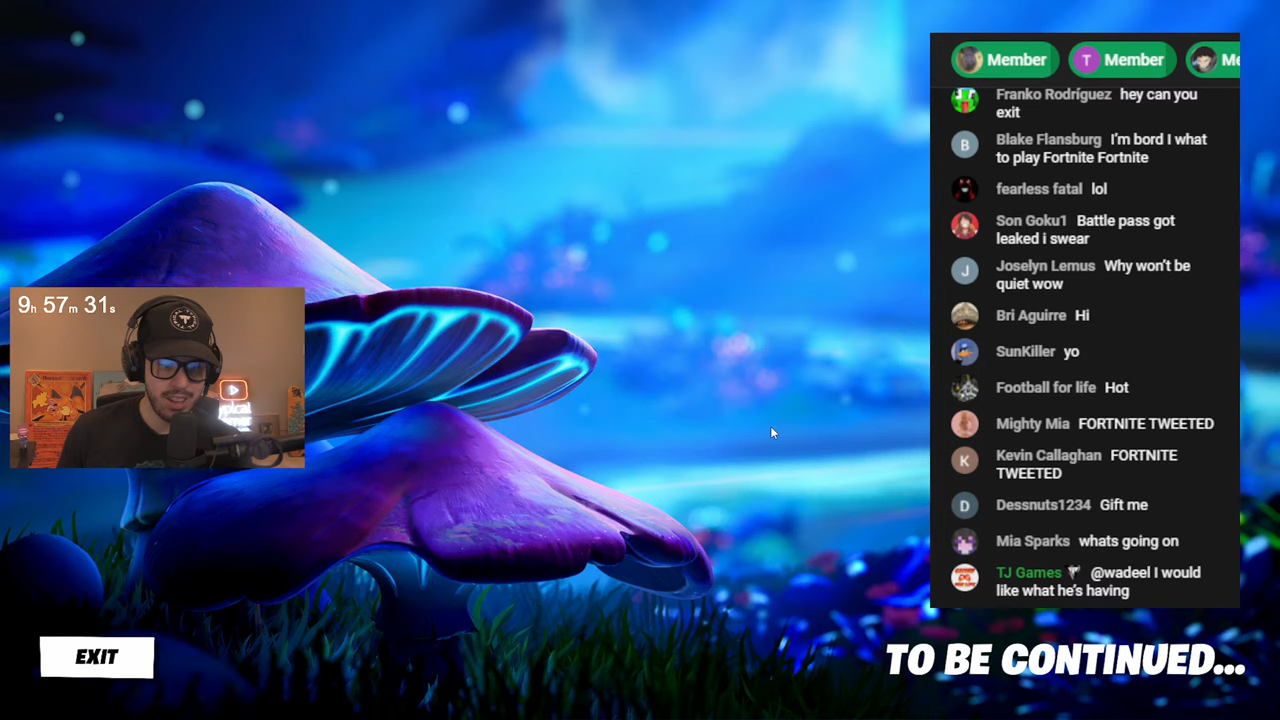 Member
T Member
Franko Rodríguez hey can you
exit
B Blake Flansburg I'm bord I what
to play Fortnite Fortnite
fearless fatal lol
Son Goku1 Battle pass got
leaked i swear
J Joselyn Lemus Why won't be
quiet wow
Bri Aguirre Hi
SunKiller yo
Football for life Hot
Mighty Mia FORTNITE TWEETED
K Kevin Callaghan FORTNITE
TWEETED
D Dessnuts1234 Gift me
Mia Sparks whats going on
TJ Games @wadeel I would
like what he's having
9h 57m 31s
EXIT
TO BE CONTINUED...